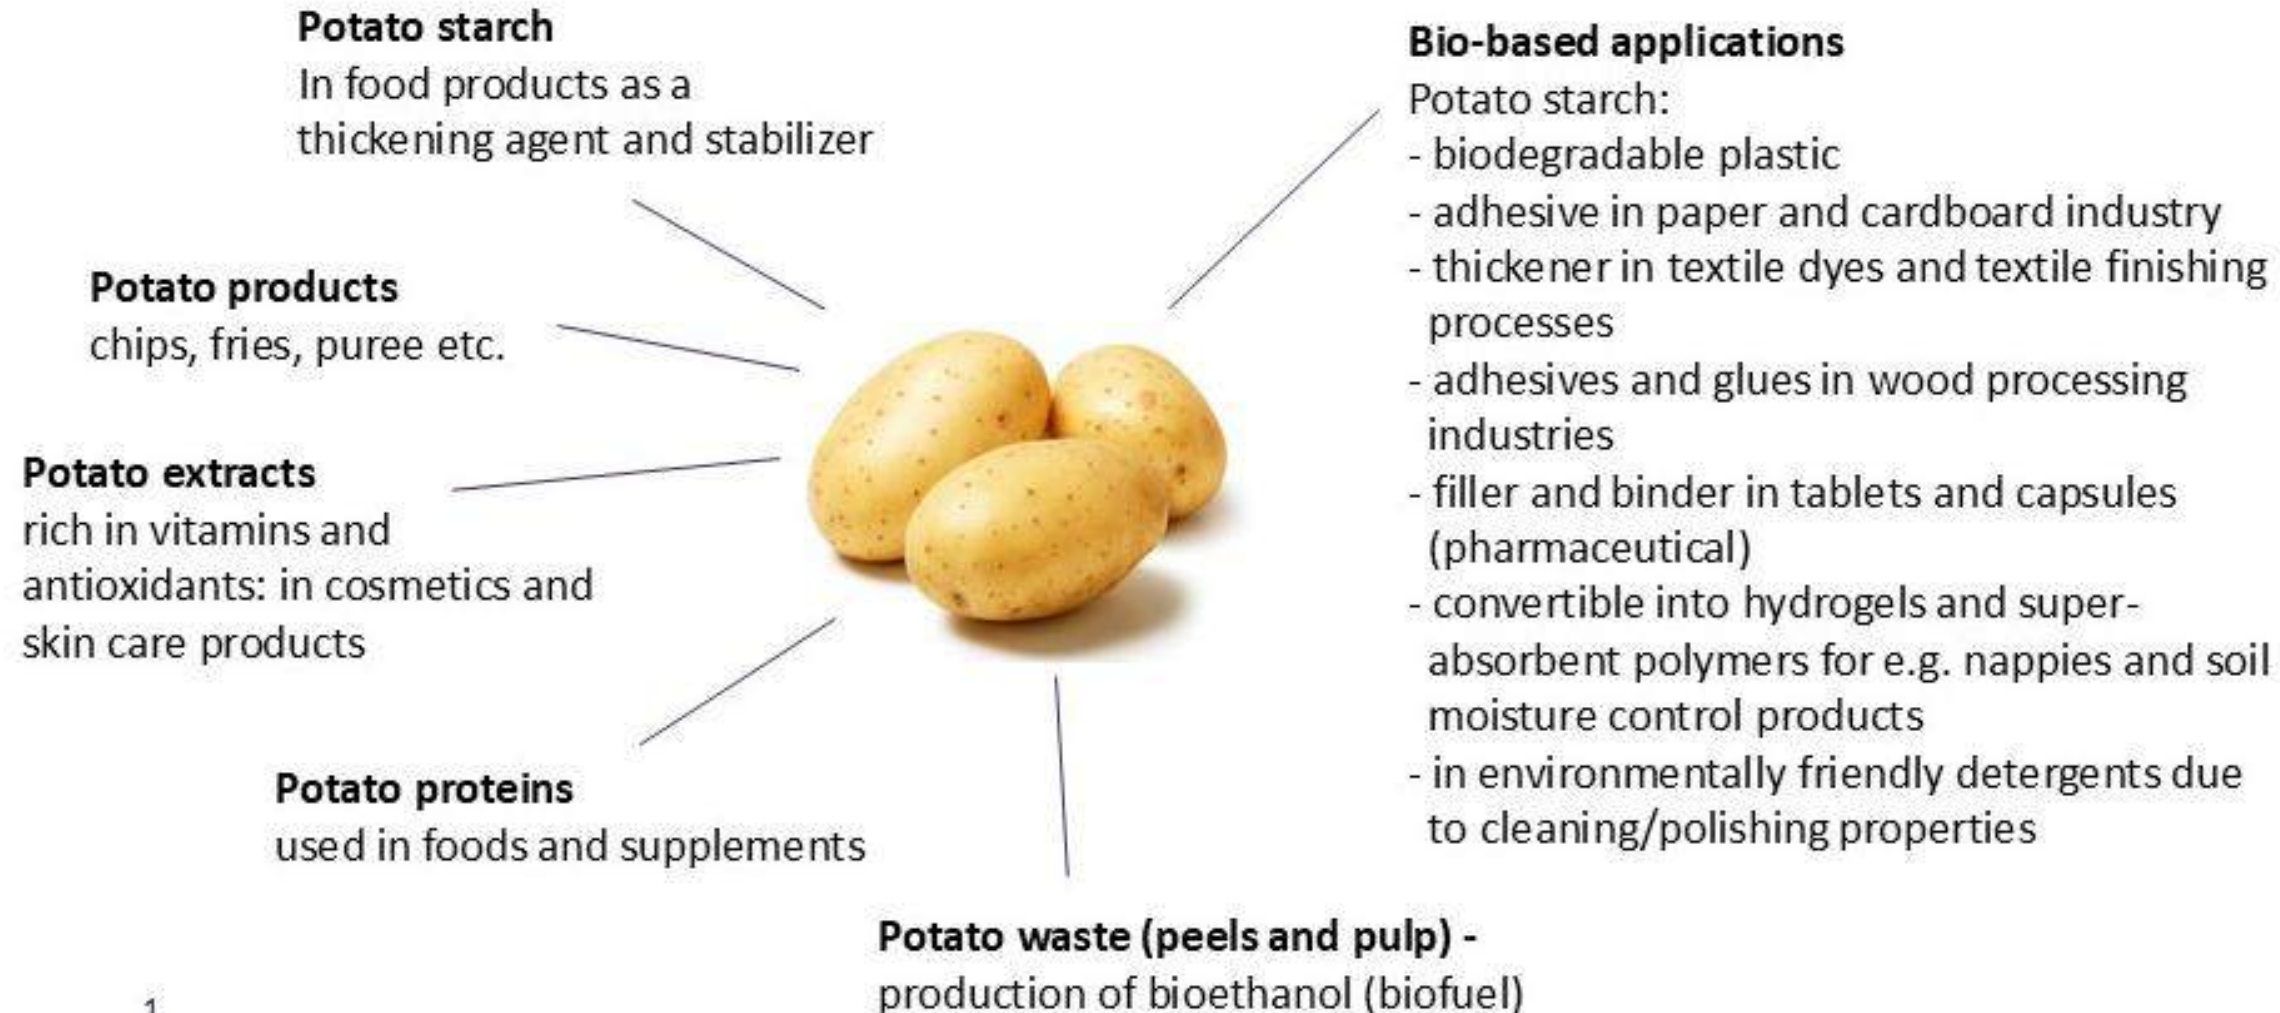 Potato starch
In food products as a
thickening agent and stabilizer
Potato products
chips, fries, puree etc.
Potato extracts
rich in vitamins and
antioxidants: in cosmetics and
skin care products
Potato proteins
used in foods and supplements
Potato waste (peels and pulp) -
production of bioethanol (biofuel)
Bio-based applications
Potato starch:
- biodegradable plastic
- adhesive in paper and cardboard industry
- thickener in textile dyes and textile finishing
processes
- adhesives and glues in wood processing
industries
- filler and binder in tablets and capsules
(pharmaceutical)
- convertible into hydrogels and super-
absorbent polymers for e.g. nappies and soil
moisture control products
- in environmentally friendly detergents due
to cleaning/polishing properties
1